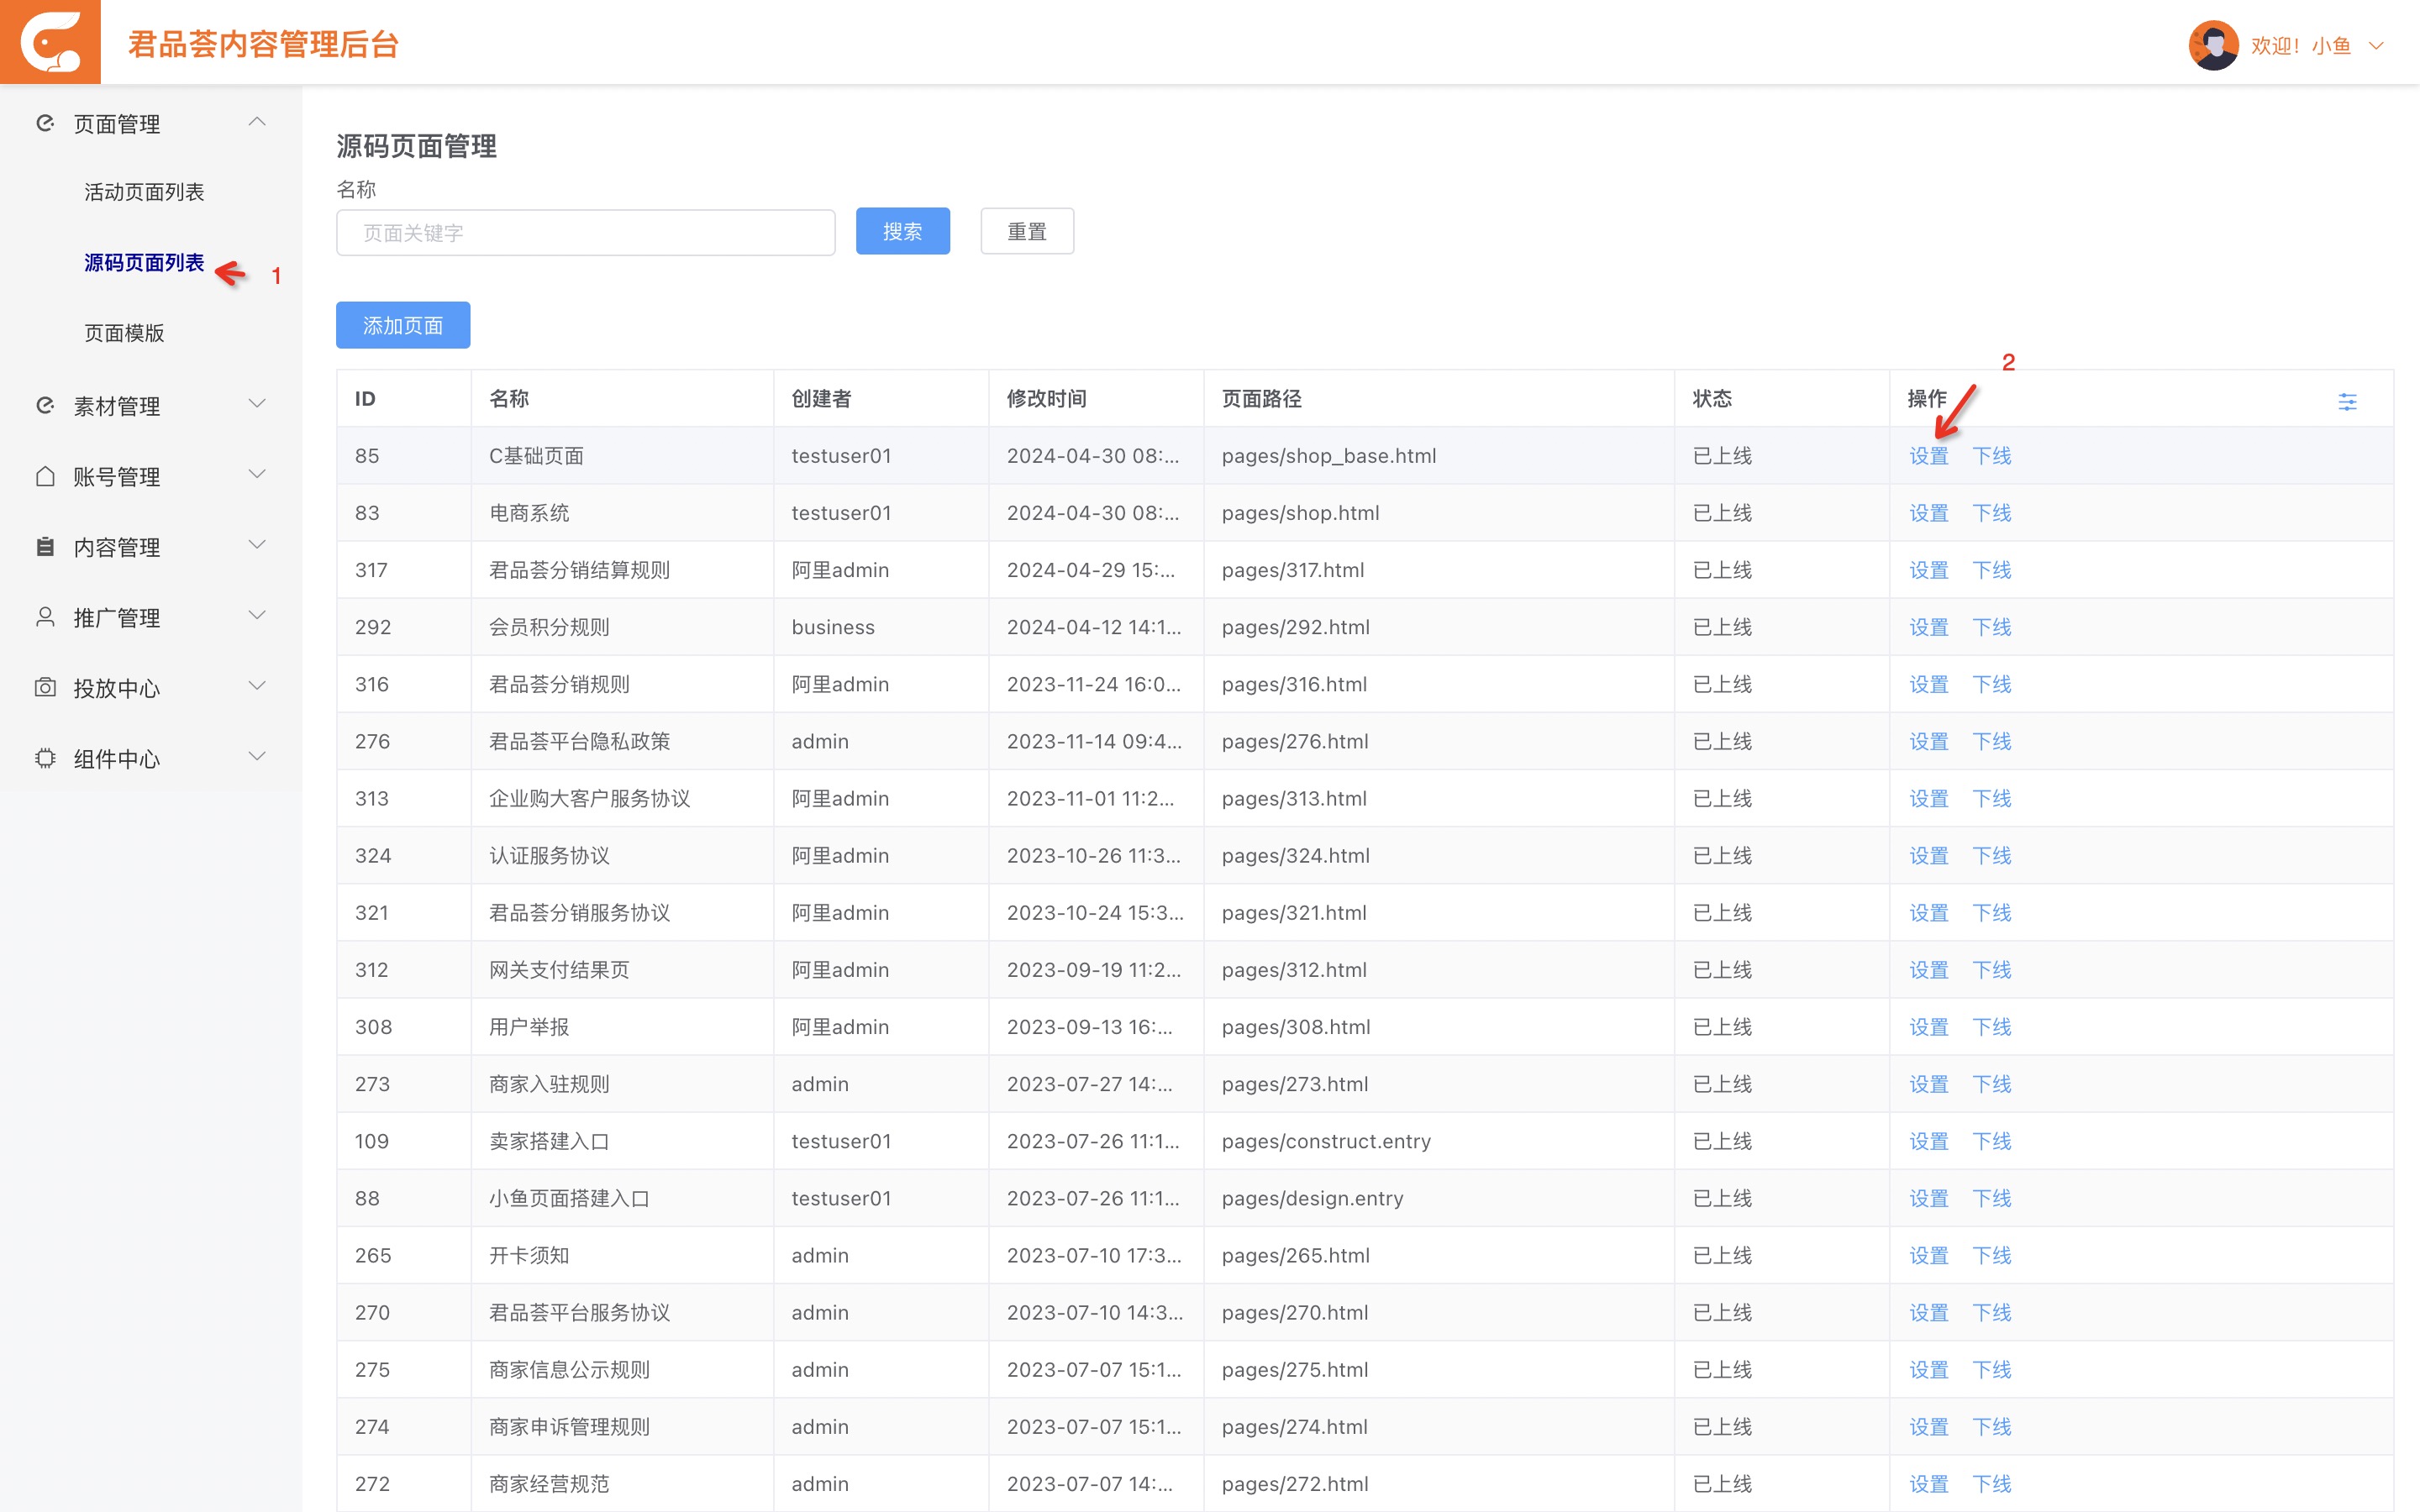 君品荟内容管理后台
欢迎！小鱼
页面管理
活动页面列表
源码页面列表
1
页面模版
素材管理
账号管理
内容管理
推广管理
投放中心
组件中心
源码页面管理
名称
页面关键字 搜索 重置
添加页面
2
ID 名称 创建者 修改时间 页面路径 状态 操作
85 C基础页面 testuser01 2024-04-30 08:... pages/shop_base.html 已上线 设置 下线
83 电商系统 testuser01 2024-04-30 08:... pages/shop.html 已上线 设置 下线
317 君品荟分销结算规则 阿里admin 2024-04-29 15:... pages/317.html 已上线 设置 下线
292 会员积分规则 business 2024-04-12 14:1... pages/292.html 已上线 设置 下线
316 君品荟分销规则 阿里admin 2023-11-24 16:0... pages/316.html 已上线 设置 下线
276 君品荟平台隐私政策 admin 2023-11-14 09:4... pages/276.html 已上线 设置 下线
313 企业购大客户服务协议 阿里admin 2023-11-01 11:2... pages/313.html 已上线 设置 下线
324 认证服务协议 阿里admin 2023-10-26 11:3... pages/324.html 已上线 设置 下线
321 君品荟分销服务协议 阿里admin 2023-10-24 15:3... pages/321.html 已上线 设置 下线
312 网关支付结果页 阿里admin 2023-09-19 11:2... pages/312.html 已上线 设置 下线
308 用户举报 阿里admin 2023-09-13 16:... pages/308.html 已上线 设置 下线
273 商家入驻规则 admin 2023-07-27 14:... pages/273.html 已上线 设置 下线
109 卖家搭建入口 testuser01 2023-07-26 11:1... pages/construct.entry 已上线 设置 下线
88 小鱼页面搭建入口 testuser01 2023-07-26 11:1... pages/design.entry 已上线 设置 下线
265 开卡须知 admin 2023-07-10 17:3... pages/265.html 已上线 设置 下线
270 君品荟平台服务协议 admin 2023-07-10 14:3... pages/270.html 已上线 设置 下线
275 商家信息公示规则 admin 2023-07-07 15:1... pages/275.html 已上线 设置 下线
274 商家申诉管理规则 admin 2023-07-07 15:1... pages/274.html 已上线 设置 下线
272 商家经营规范 admin 2023-07-07 14:... pages/272.html 已上线 设置 下线